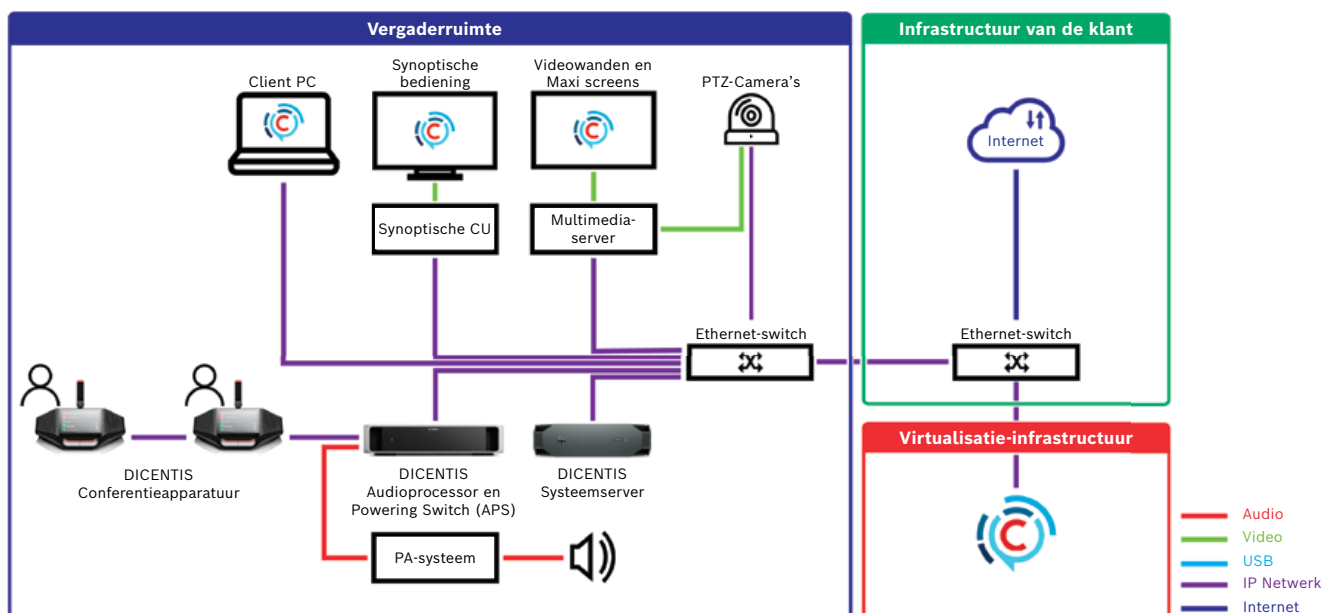 Vergaderruimte
Infrastructuur van de klant
Client PC
Synoptische
bediening
Videowanden en
Maxi screens
PTZ-Camera's
Internet
Synoptische CU
Multimedia-
server
Ethernet-switch
Ethernet-switch
DICENTIS
Conferentieapparatuur
DICENTIS
Audioprocessor en
Powering Switch (APS)
DICENTIS
Systeemserver
PA-systeem
Virtualisatie-infrastructuur
Audio
Video
USB
IP Netwerk
Internet